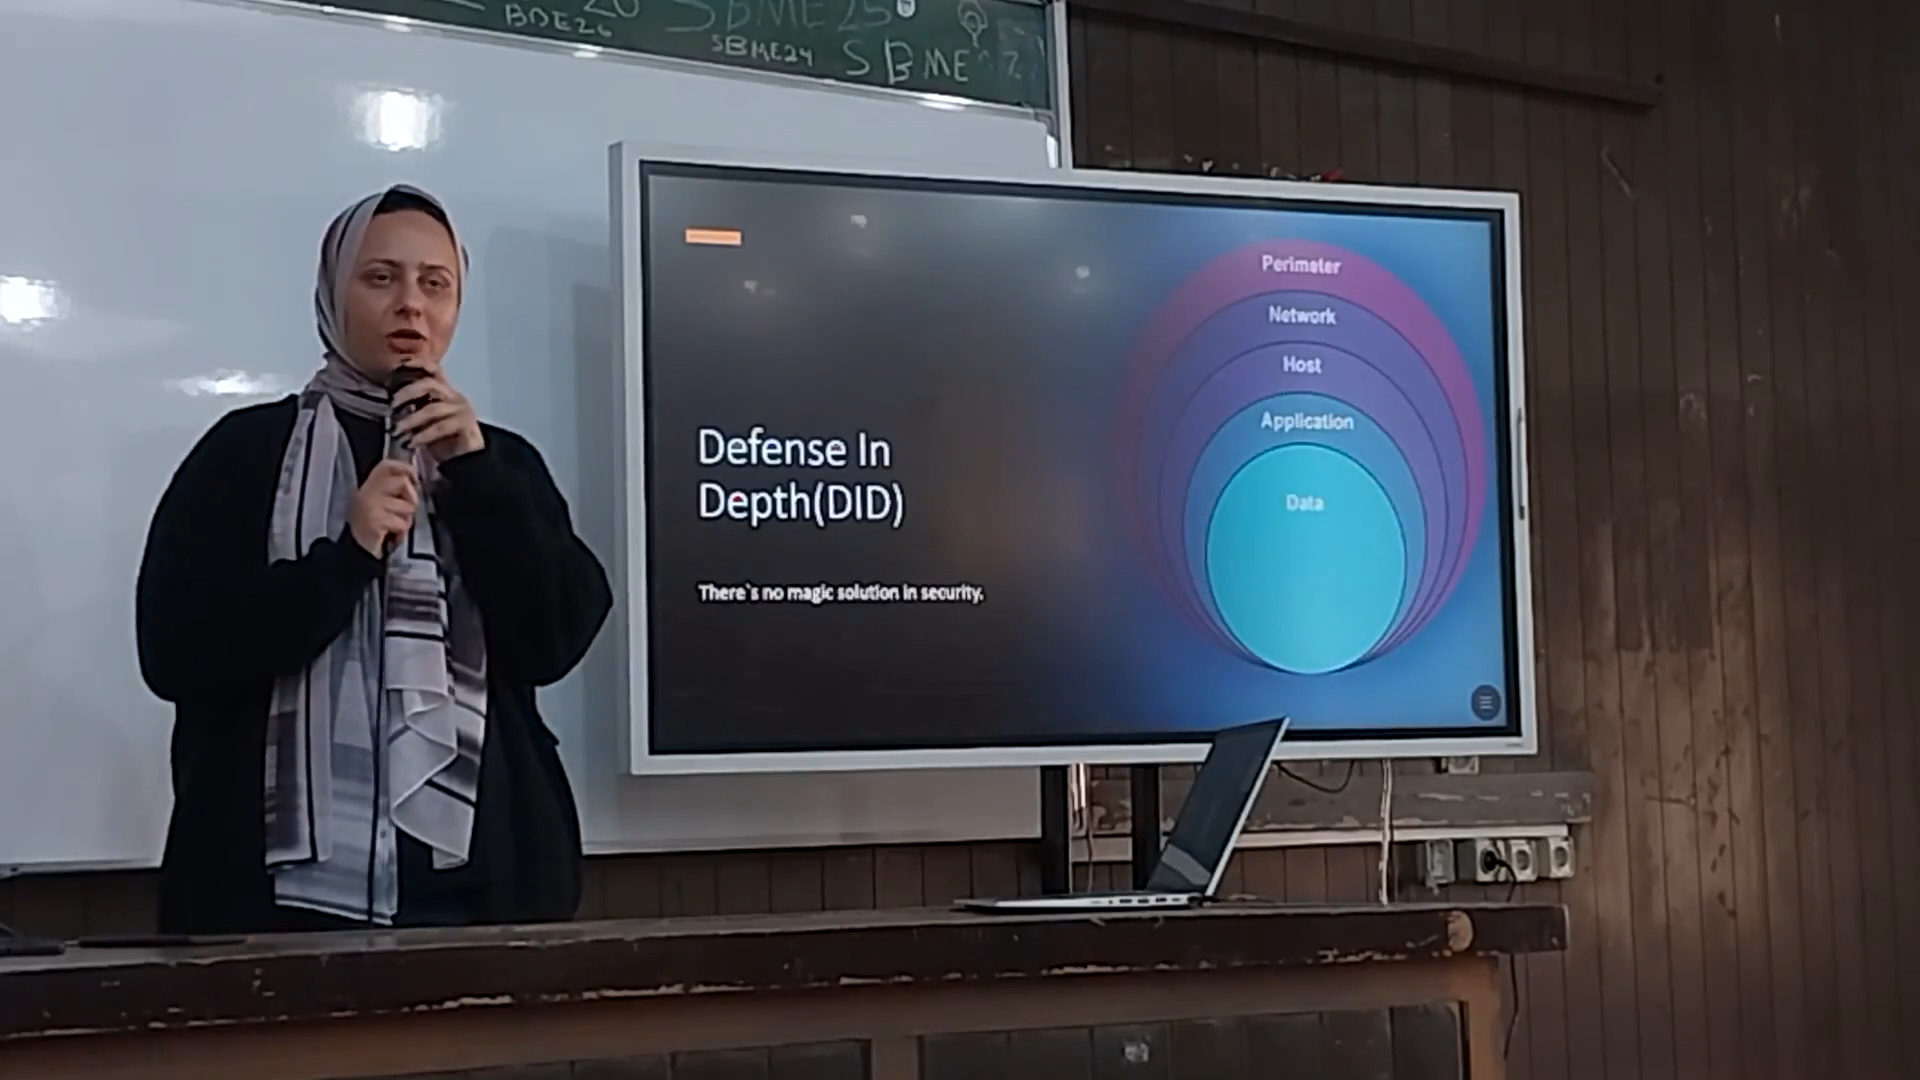 BDE26
SBME25
SBME24
SBME
Defense In
Depth(DID)
There`s no magic solution in security.
Perimeter
Network
Host
Application
Data